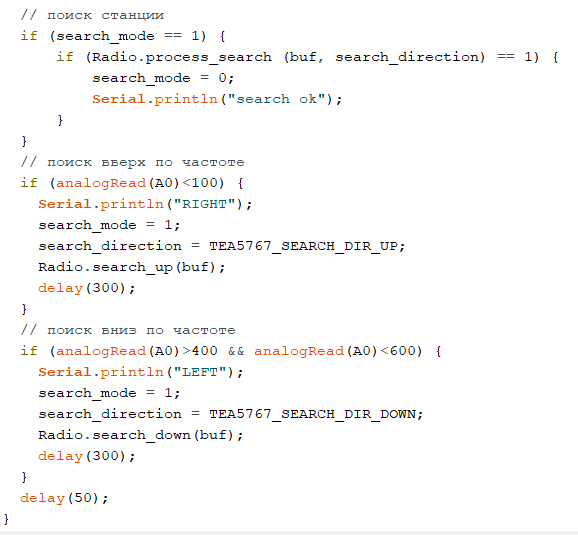 // поиск станции
if (search_mode == 1) {
if (Radio.process_search (buf, search_direction) == 1) {
search_mode = 0;
Serial.println("search ok");
}
}
// поиск вверх по частоте
if (analogRead(A0)<100) {
Serial.println("RIGHT");
search_mode = 1;
search_direction = TEA5767_SEARCH_DIR_UP;
Radio.search_up(buf);
delay(300);
}
// поиск вниз по частоте
if (analogRead(A0)>400 && analogRead(A0)<600) {
Serial.println("LEFT");
search_mode = 1;
search_direction = TEA5767_SEARCH_DIR_DOWN;
Radio.search_down(buf);
delay(300);
}
delay(50);
}